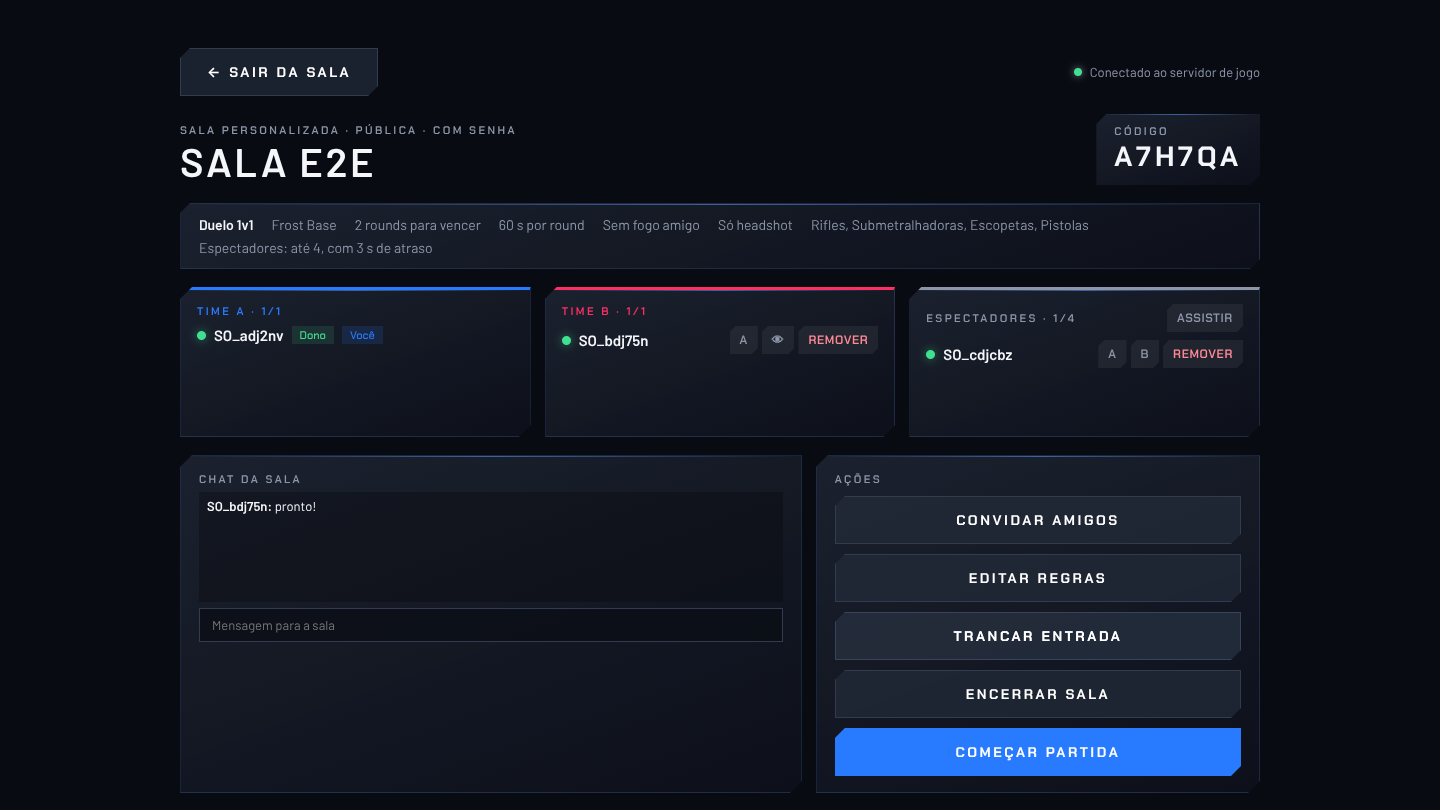 ← SAIR DA SALA
Conectado ao servidor de jogo
SALA PERSONALIZADA · PÚBLICA · COM SENHA
SALA E2E
CÓDIGO
A7H7QA
Duelo 1v1 Frost Base 2 rounds para vencer 60 s por round Sem fogo amigo Só headshot Rifles, Submetralhadoras, Escopetas, Pistolas
Espectadores: até 4, com 3 s de atraso
TIME A · 1/1
SO_adj2nv Dono Você
TIME B · 1/1
SO_bdj75n A REMOVER
ESPECTADORES · 1/4 ASSISTIR
SO_cdjcbz A B REMOVER
CHAT DA SALA
SO_bdj75n: pronto!
Mensagem para a sala
AÇÕES
CONVIDAR AMIGOS
EDITAR REGRAS
TRANCAR ENTRADA
ENCERRAR SALA
COMEÇAR PARTIDA